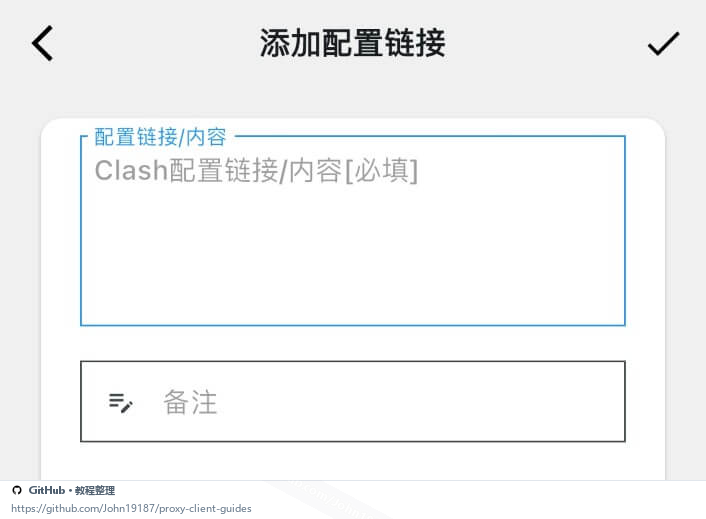 添加配置链接
配置链接/内容
Clash配置链接/内容[必填]
备注
GitHub · 教程整理
https://github.com/John19187/proxy-client-guides